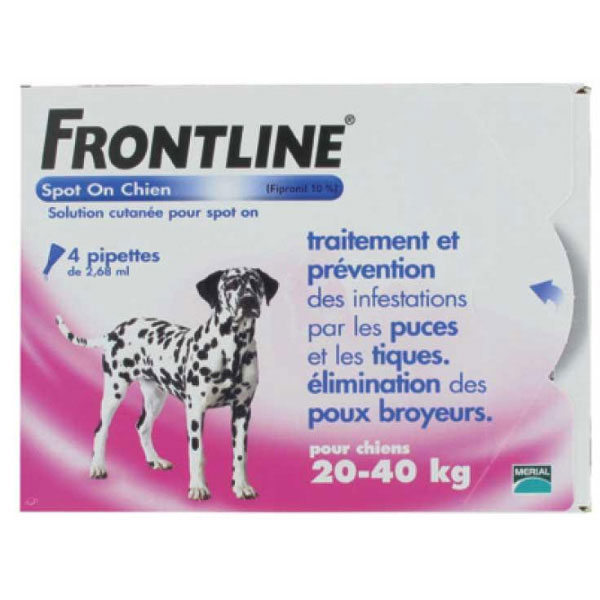 FRONTLINE®
Spot On Chien (Fipronil 10 %)
Solution cutanée pour spot on
4 pipettes
de 2,68 ml
traitement et
prévention
des infestations
par les puces
et les tiques.
élimination des
poux broyeurs.
pour chiens
20-40 kg
MERIAL